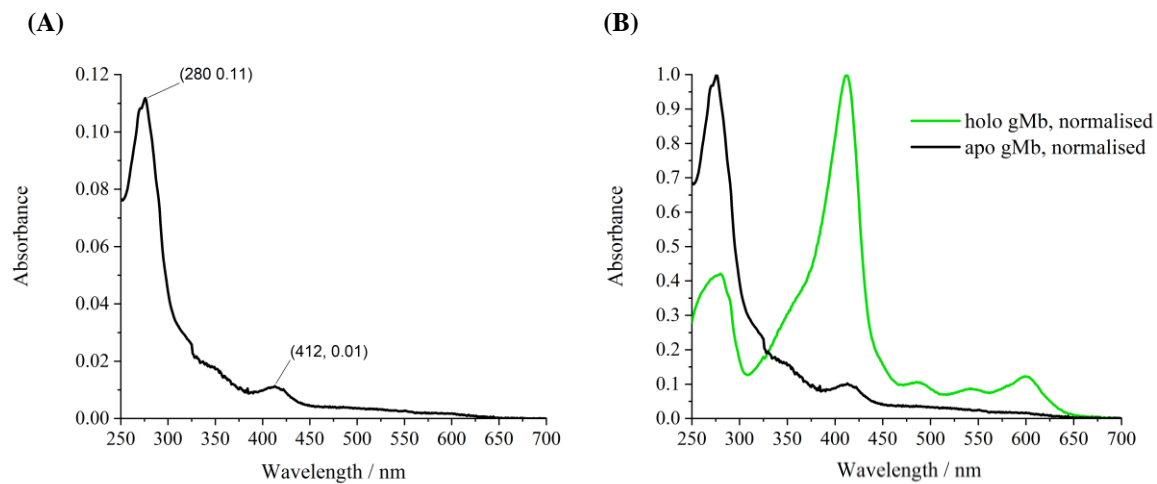 (A)
(B)
(280 0.11)
(412, 0.01)
0.12
0.10
0.08
0.06
0.04
0.02
0.00
250 300 350 400 450 500 550 600 650 700
Absorbance
Wavelength / nm
holo gMb, normalised
apo gMb, normalised
1.0
0.9
0.8
0.7
0.6
0.5
0.4
0.3
0.2
0.1
0.0
250 300 350 400 450 500 550 600 650 700
Absorbance
Wavelength / nm